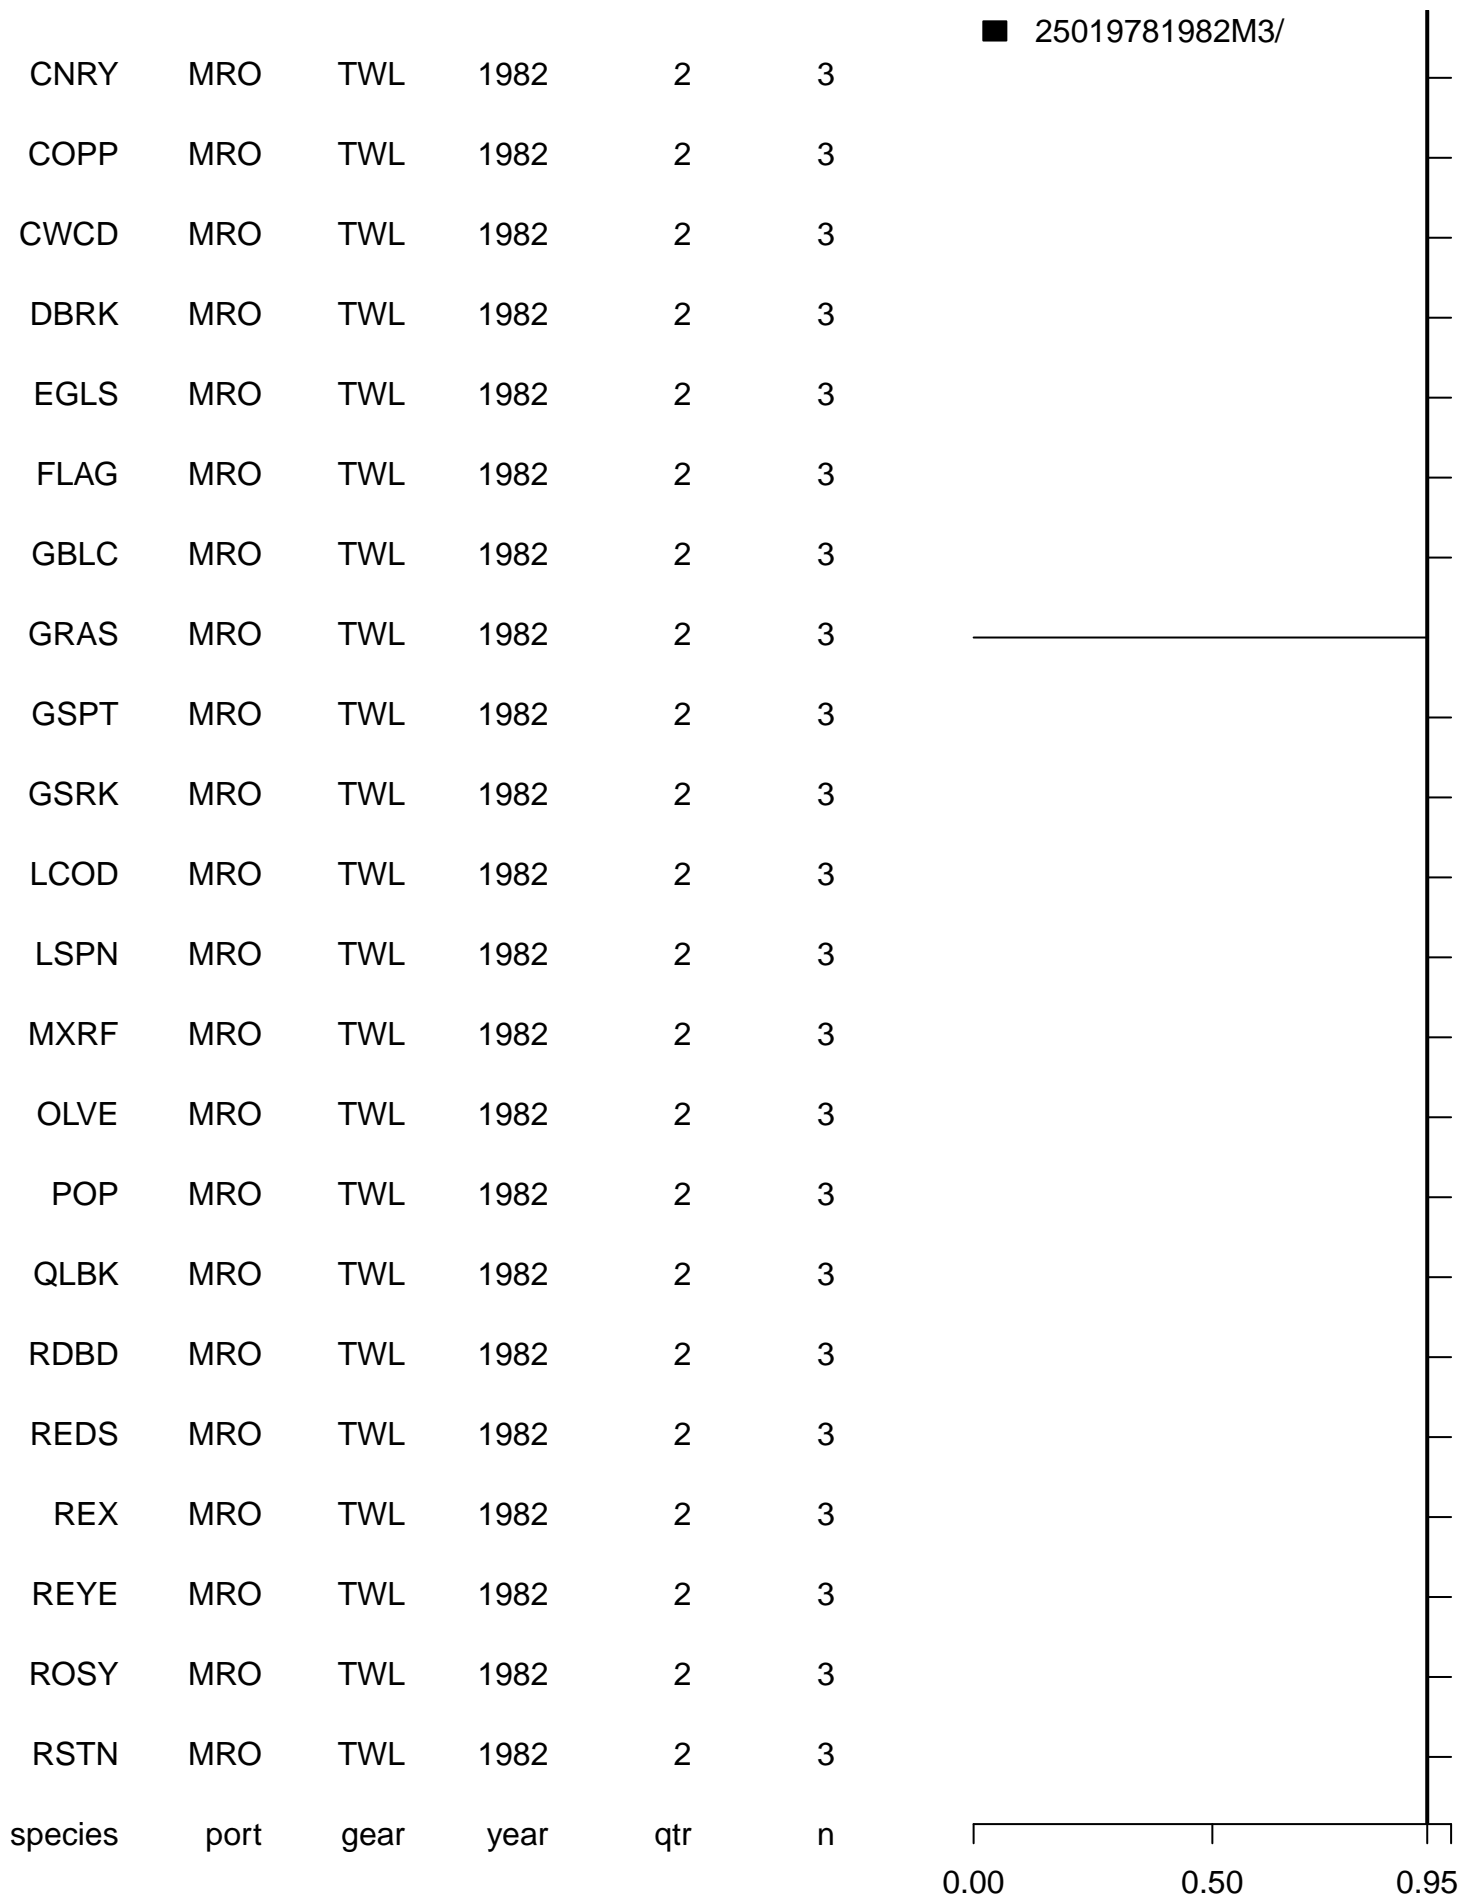 25019781982M3/
CNRY MRO TWL 1982 2 3
COPP MRO TWL 1982 2 3
CWCD MRO TWL 1982 2 3
DBRK MRO TWL 1982 2 3
EGLS MRO TWL 1982 2 3
FLAG MRO TWL 1982 2 3
GBLC MRO TWL 1982 2 3
GRAS MRO TWL 1982 2 3
GSPT MRO TWL 1982 2 3
GSRK MRO TWL 1982 2 3
LCOD MRO TWL 1982 2 3
LSPN MRO TWL 1982 2 3
MXRF MRO TWL 1982 2 3
OLVE MRO TWL 1982 2 3
POP MRO TWL 1982 2 3
QLBK MRO TWL 1982 2 3
RDBD MRO TWL 1982 2 3
REDS MRO TWL 1982 2 3
REX MRO TWL 1982 2 3
REYE MRO TWL 1982 2 3
ROSY MRO TWL 1982 2 3
RSTN MRO TWL 1982 2 3
species port gear year qtr n
0.00 0.50 0.95